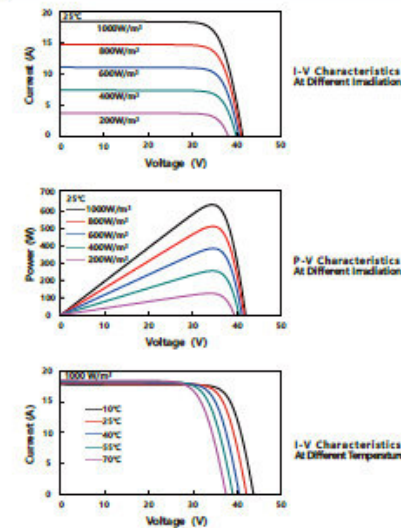 25℃
20
15
10
5
0
Current (A)
1000W/m²
800W/m²
600W/m²
400W/m²
200W/m²
0 10 20 30 40 50
Voltage (V)
I-V Characteristics
At Different Irradiation
700
600
500
400
300
200
100
0
Power (W)
25℃
1000W/m²
800W/m²
600W/m²
400W/m²
200W/m²
0 10 20 30 40 50
Voltage (V)
P-V Characteristics
At Different Irradiation
20
15
10
5
0
Current (A)
1000 W/m²
10℃
25℃
40℃
55℃
70℃
0 10 20 30 40 50
Voltage (V)
I-V Characteristics
At Different Temperature